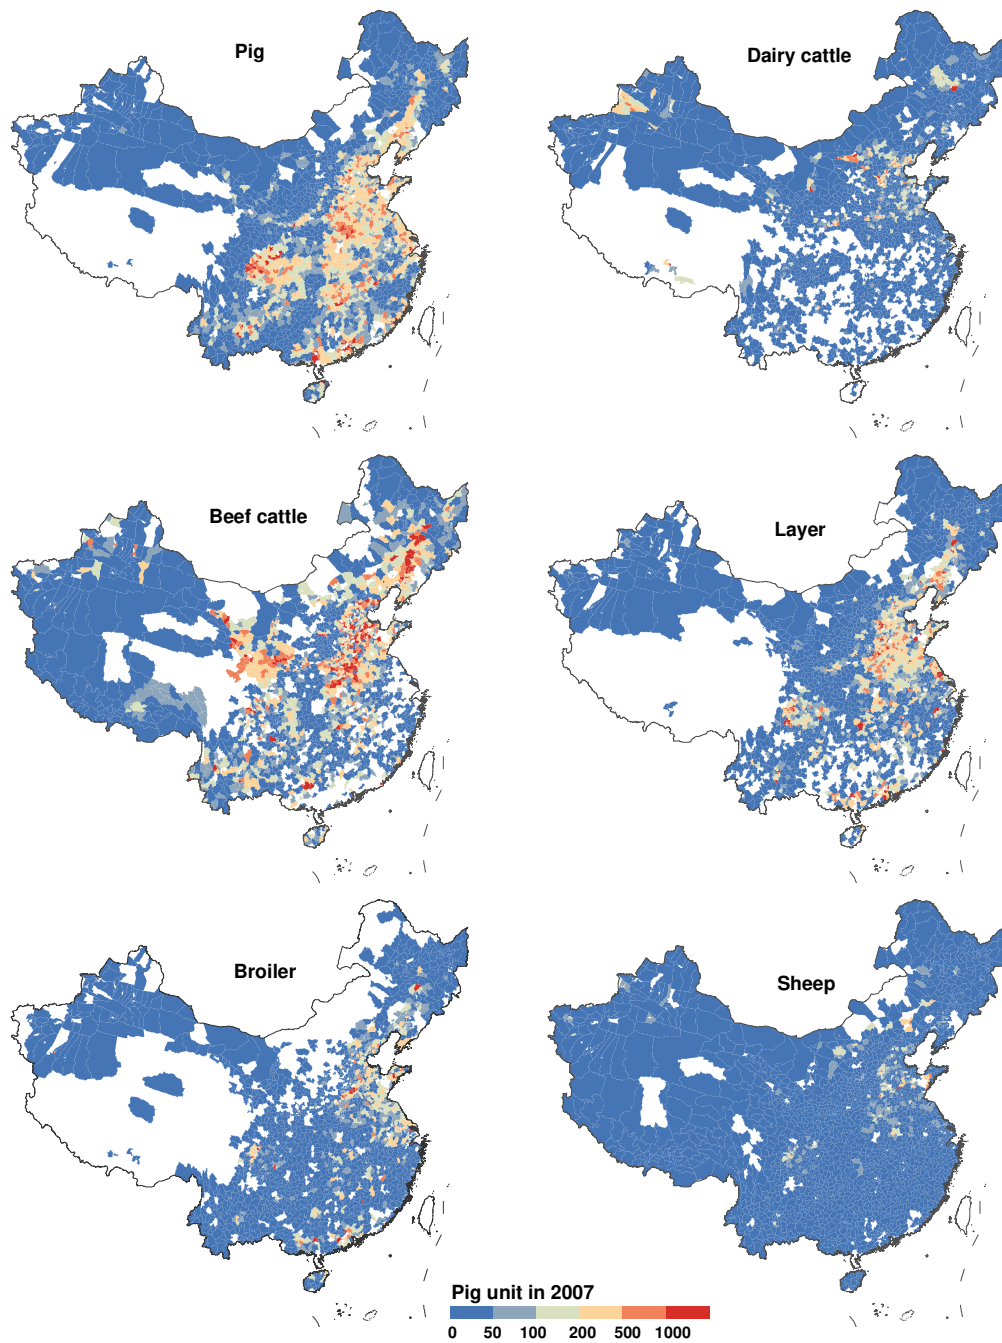 Pig
Dairy cattle
Beef cattle
Layer
Broiler
Sheep
Pig unit in 2007
0 50 100 200 500 1000